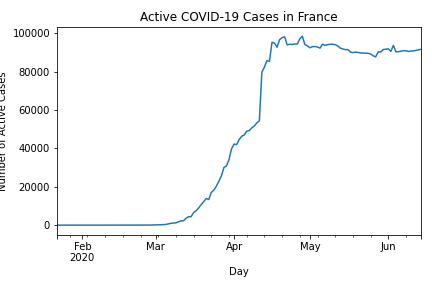 Active COVID-19 Cases in France
Number of Active Cases
100000
80000
60000
40000
20000
0
Feb
2020
Mar
Apr
May
Jun
Day